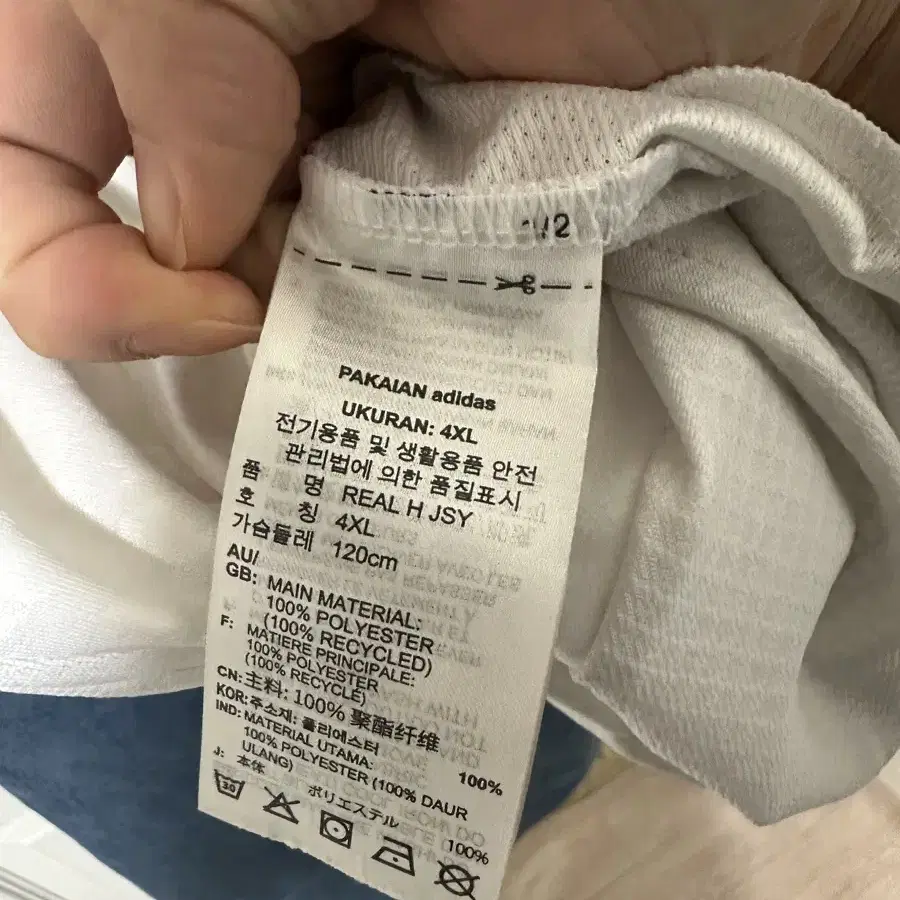 1/2
PAKAIAN adidas
UKURAN: 4XL
전기용품 및 생활용품 안전
관리법에 의한 품질표시
품 명 REAL H JSY
호 칭 4XL
가슴둘레 120cm
AU/
GB: MAIN MATERIAL:
100% POLYESTER
(100% RECYCLED)
F: MATIERE PRINCIPALE:
100% POLYESTER
(100% RECYCLÉ)
CN: 主料: 100% 聚酯纤维
KOR: 주소재: 폴리에스터 100%
IND: MATERIAL UTAMA:
100% POLYESTER (100% DAUR
ULANG)
J: 本体
ポリエステル 100%
30